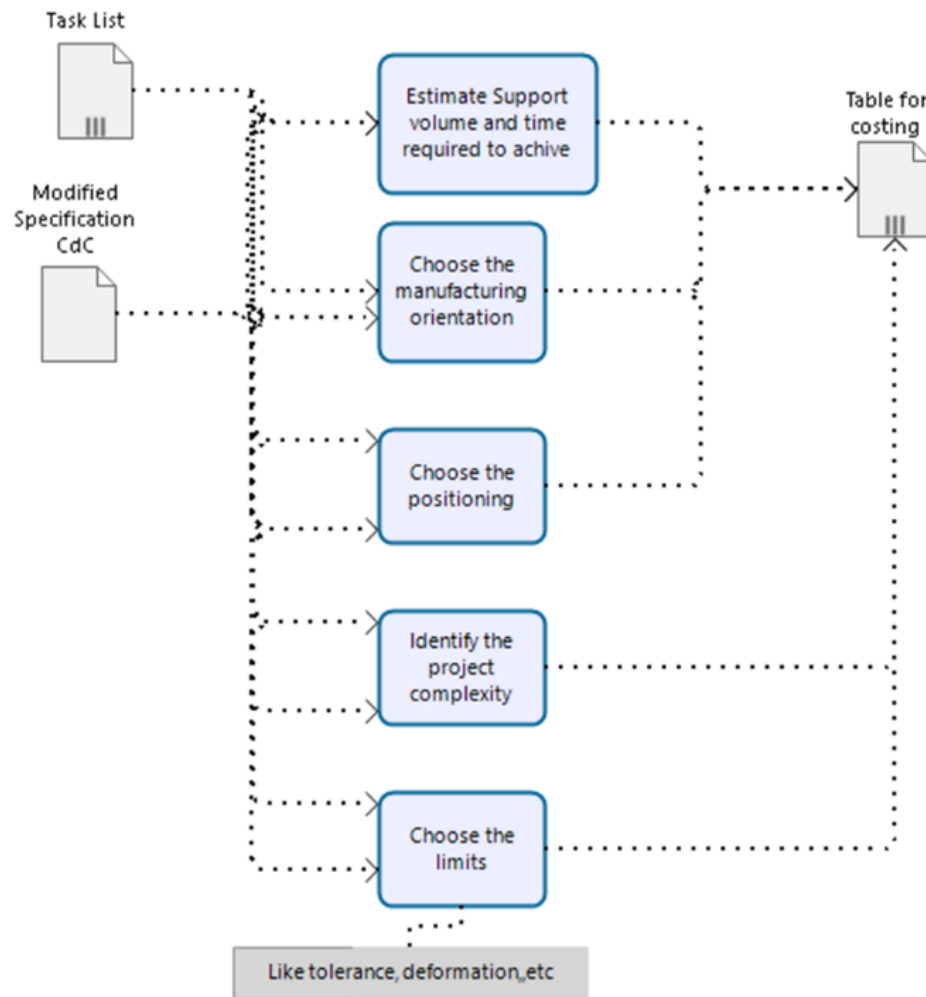 Task List
Modified
Specification
CdC
Estimate Support
volume and time
required to achive
Table for
costing
Choose the
manufacturing
orientation
Choose the
positioning
Identify the
project
complexity
Choose the
limits
Like tolerance, deformation,,etc